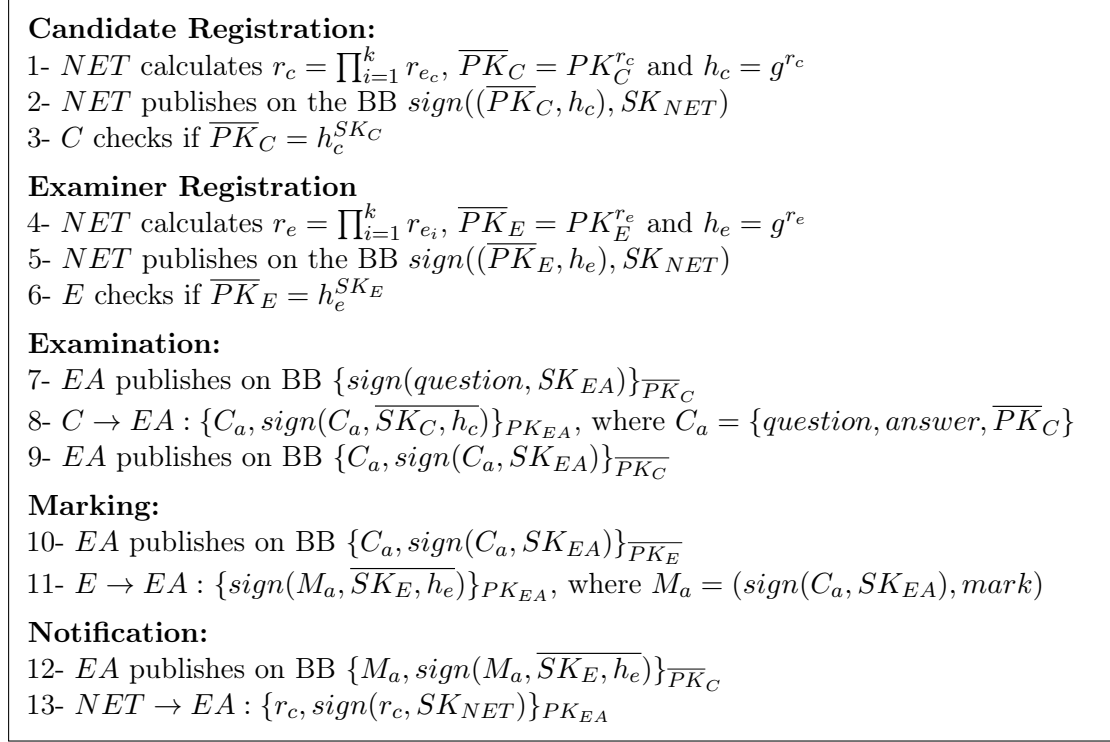 Candidate Registration:
1- $NET$ calculates $r_c = \prod_{i=1}^{k} r_{e_c}$, $\overline{PK}_C = PK_C^{r_c}$ and $h_c = g^{r_c}$
2- $NET$ publishes on the BB $sign((\overline{PK}_C, h_c), SK_{NET})$
3- $C$ checks if $\overline{PK}_C = h_c^{SK_C}$
Examiner Registration
4- $NET$ calculates $r_e = \prod_{i=1}^{k} r_{e_i}$, $\overline{PK}_E = PK_E^{r_e}$ and $h_e = g^{r_e}$
5- $NET$ publishes on the BB $sign((\overline{PK}_E, h_e), SK_{NET})$
6- $E$ checks if $\overline{PK}_E = h_e^{SK_E}$
Examination:
7- $EA$ publishes on BB $\{sign(question, SK_{EA})\}_{\overline{PK}_C}$
8- $C \rightarrow EA : \{C_a, sign(C_a, \overline{SK_C, h_c})\}_{PK_{EA}}$, where $C_a = \{question, answer, \overline{PK}_C\}$
9- $EA$ publishes on BB $\{C_a, sign(C_a, SK_{EA})\}_{\overline{PK_C}}$
Marking:
10- $EA$ publishes on BB $\{C_a, sign(C_a, SK_{EA})\}_{\overline{PK_E}}$
11- $E \rightarrow EA : \{sign(M_a, \overline{SK_E, h_e})\}_{PK_{EA}}$, where $M_a = (sign(C_a, SK_{EA}), mark)$
Notification:
12- $EA$ publishes on BB $\{M_a, sign(M_a, \overline{SK_E, h_e})\}_{\overline{PK}_C}$
13- $NET \rightarrow EA : \{r_c, sign(r_c, SK_{NET})\}_{PK_{EA}}$